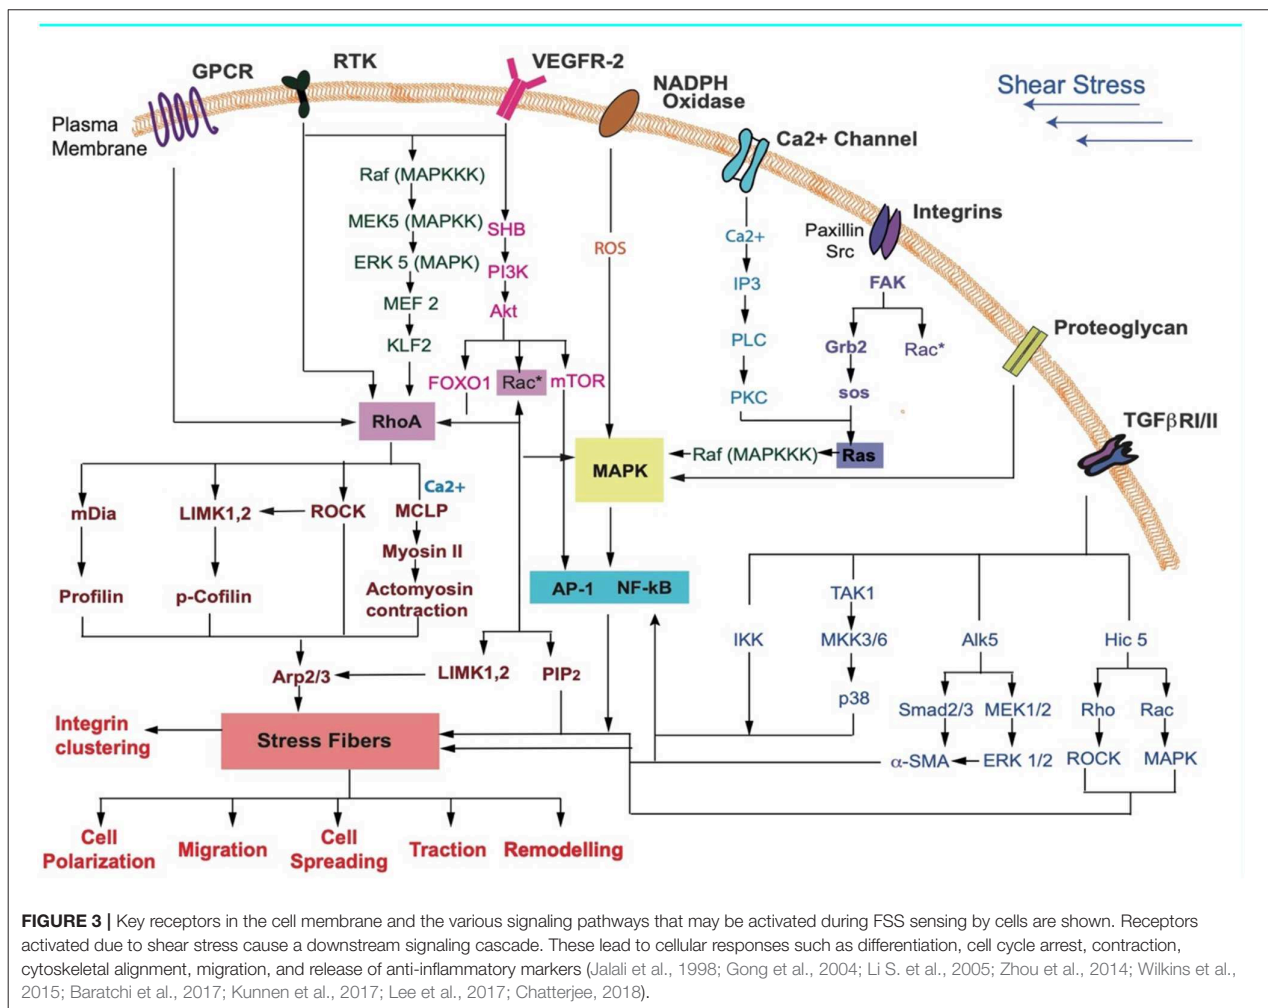 GPCR
RTK
VEGFR-2
NADPH
Oxidase
Shear Stress
Plasma
Membrane
Ca2+ Channel
Raf (MAPKKK)
MEK5 (MAPKK)
SHB
ERK 5 (MAPK)
PI3K
MEF 2
Akt
KLF2
FOXO1
Rac*
mTOR
RhoA
ROS
Ca2+
IP3
PLC
PKC
Integrins
Paxillin
Src
FAK
Grb2
Rac*
sos
Proteoglycan
TGFβRI/II
MAPK
Raf (MAPKKK)
Ras
mDia
LIMK1,2
ROCK
Ca2+
MCLP
Myosin II
Profilin
p-Cofilin
Actomyosin
contraction
AP-1 NF-kB
Arp2/3
LIMK1,2
PIP2
TAK1
IKK
MKK3/6
Alk5
Hic 5
p38
Smad2/3
MEK1/2
Rho
Rac
α-SMA
ERK 1/2
ROCK
MAPK
Integrin
clustering
Stress Fibers
Cell
Polarization
Migration
Cell
Spreading
Traction
Remodelling
FIGURE 3 | Key receptors in the cell membrane and the various signaling pathways that may be activated during FSS sensing by cells are shown. Receptors
activated due to shear stress cause a downstream signaling cascade. These lead to cellular responses such as differentiation, cell cycle arrest, contraction,
cytoskeletal alignment, migration, and release of anti-inflammatory markers (Jalali et al., 1998; Gong et al., 2004; Li S. et al., 2005; Zhou et al., 2014; Wilkins et al.,
2015; Baratchi et al., 2017; Kunnen et al., 2017; Lee et al., 2017; Chatterjee, 2018).